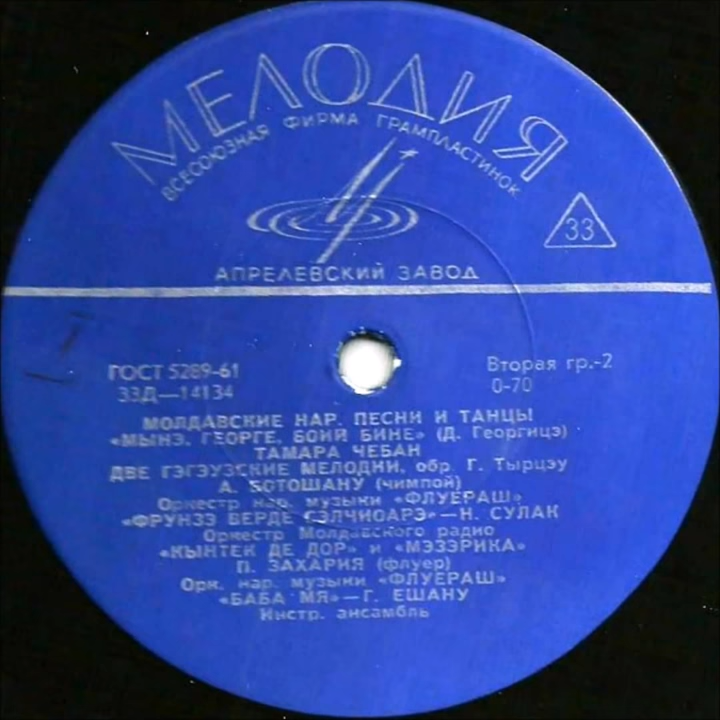 МЕЛОДИЯ
ВСЕСОЮЗНАЯ ФИРМА ГРАМПЛАСТИНОК
33
АПРЕЛЕВСКИЙ ЗАВОД
ГОСТ 5289-61
Вторая гр.-2
33Д—14134
0-70
МОЛДАВСКИЕ НАР. ПЕСНИ И ТАНЦЫ
«МЫНЭ, ГЕОРГЕ, БОИЙ БИНЕ» (Д. Георгицэ)
ТАМАРА ЧЕБАН
ДВЕ ГЭГЭУЗСКИЕ МЕЛОДИИ, обр. Г. Тырцэу
А. БОТОШАНУ (чимпой)
Оркестр нар. музыки «ФЛУЕРАШ»
«ФРУНЗЭ ВЕРДЕ СЭЛЧИОАРЭ»—Н. СУЛАК
Оркестр Молдавского радио
«КЫНТЕК ДЕ ДОР» и «МЭЗЭРИКА»
П. ЗАХАРИЯ (флуер)
Орк. нар. музыки «ФЛУЕРАШ»
«БАБА МЯ»—Г. ЕШАНУ
Инстр. ансамбль